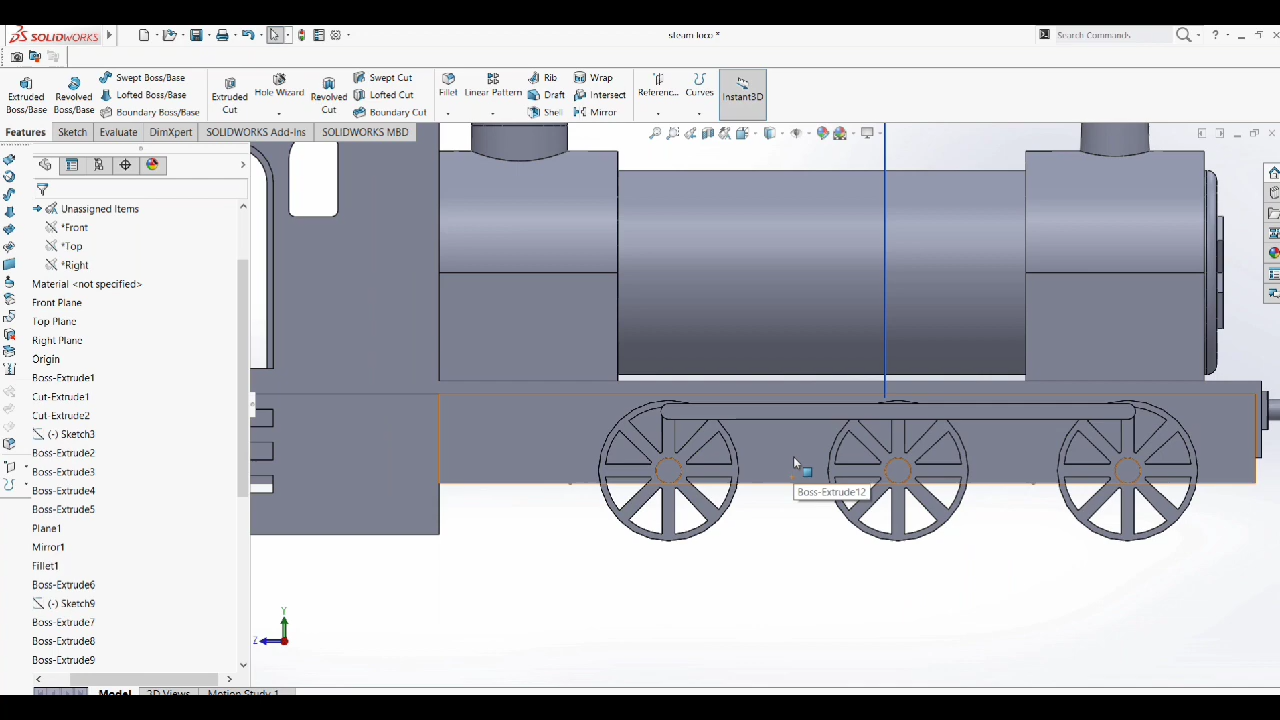 SOLIDWORKS
steam loco *
Search Commands
?
Extruded Boss/Base
Revolved Boss/Base
Swept Boss/Base
Lofted Boss/Base
Boundary Boss/Base
Extruded Cut
Hole Wizard
Revolved Cut
Swept Cut
Lofted Cut
Boundary Cut
Fillet
Linear Pattern
Rib
Draft
Shell
Wrap
Intersect
Mirror
Referenc...
Curves
Instant3D
Features
Sketch
Evaluate
DimXpert
SOLIDWORKS Add-Ins
SOLIDWORKS MBD
Unassigned Items
*Front
*Top
*Right
Material <not specified>
Front Plane
Top Plane
Right Plane
Origin
Boss-Extrude1
Cut-Extrude1
Cut-Extrude2
(-) Sketch3
Boss-Extrude2
Boss-Extrude3
Boss-Extrude4
Boss-Extrude5
Plane1
Mirror1
Fillet1
Boss-Extrude6
(-) Sketch9
Boss-Extrude7
Boss-Extrude8
Boss-Extrude9
Boss-Extrude12
Y
Z
Model
3D Views
Motion Study 1